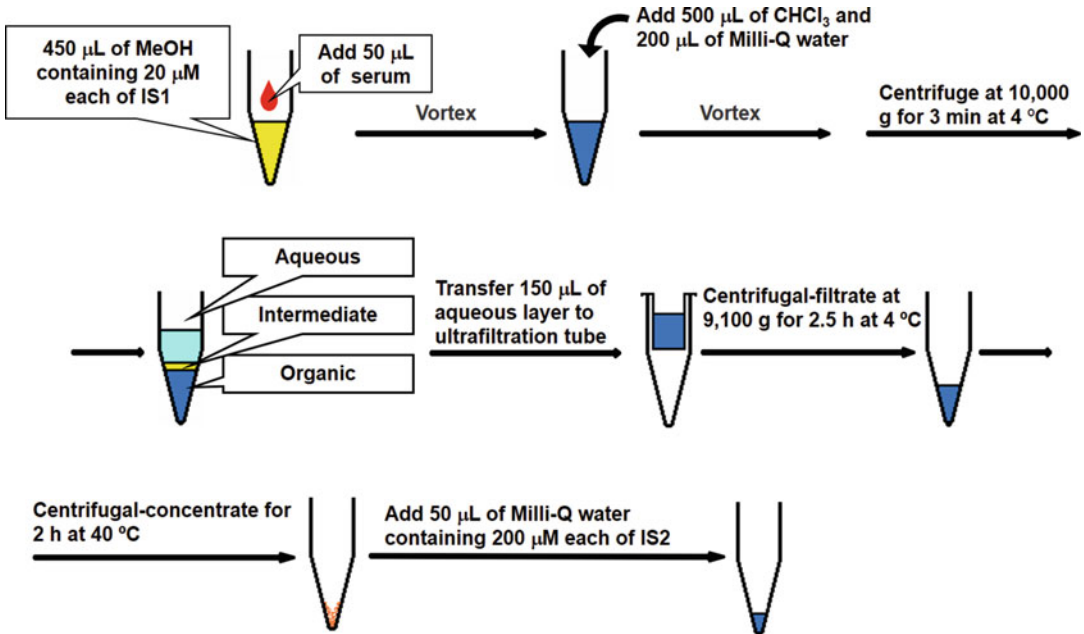 450 μL of MeOH
containing 20 μM
each of IS1
Add 50 μL
of serum
Vortex
Add 500 μL of CHCl₃ and
200 μL of Milli-Q water
Vortex
Centrifuge at 10,000
g for 3 min at 4 ºC
Aqueous
Intermediate
Organic
Transfer 150 μL of
aqueous layer to
ultrafiltration tube
Centrifugal-filtrate at
9,100 g for 2.5 h at 4 ºC
Centrifugal-concentrate for
2 h at 40 ºC
Add 50 μL of Milli-Q water
containing 200 μM each of IS2